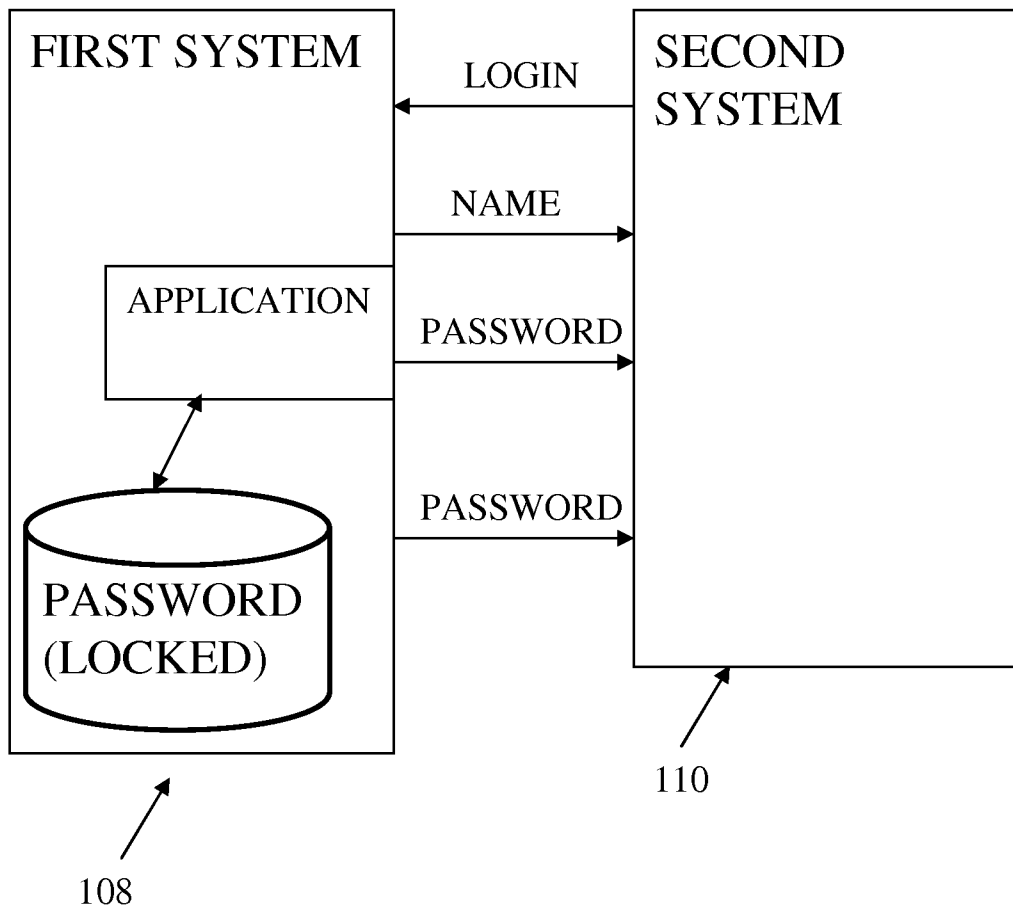 FIRST SYSTEM
LOGIN
SECOND
SYSTEM
NAME
APPLICATION
PASSWORD
PASSWORD
PASSWORD
(LOCKED)
110
108